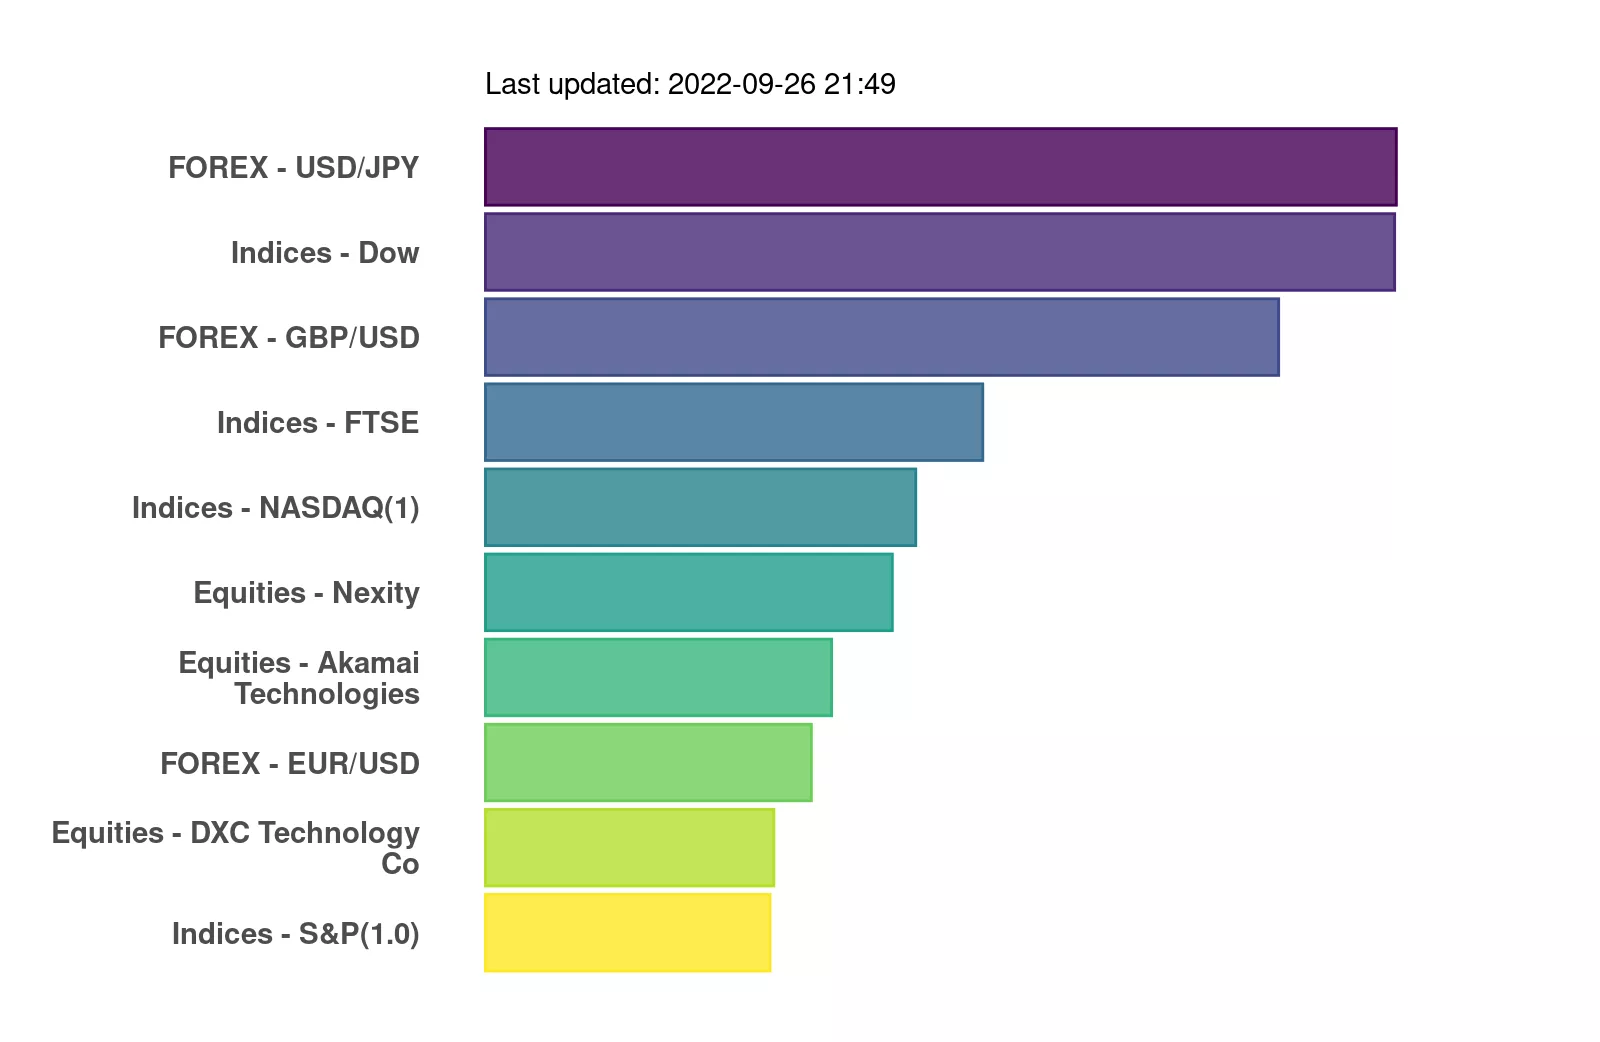 Last updated: 2022-09-26 21:49
FOREX - USD/JPY
Indices - Dow
FOREX - GBP/USD
Indices - FTSE
Indices - NASDAQ(1)
Equities - Nexity
Equities - Akamai
Technologies
FOREX - EUR/USD
Equities - DXC Technology
Co
Indices - S&P(1.0)